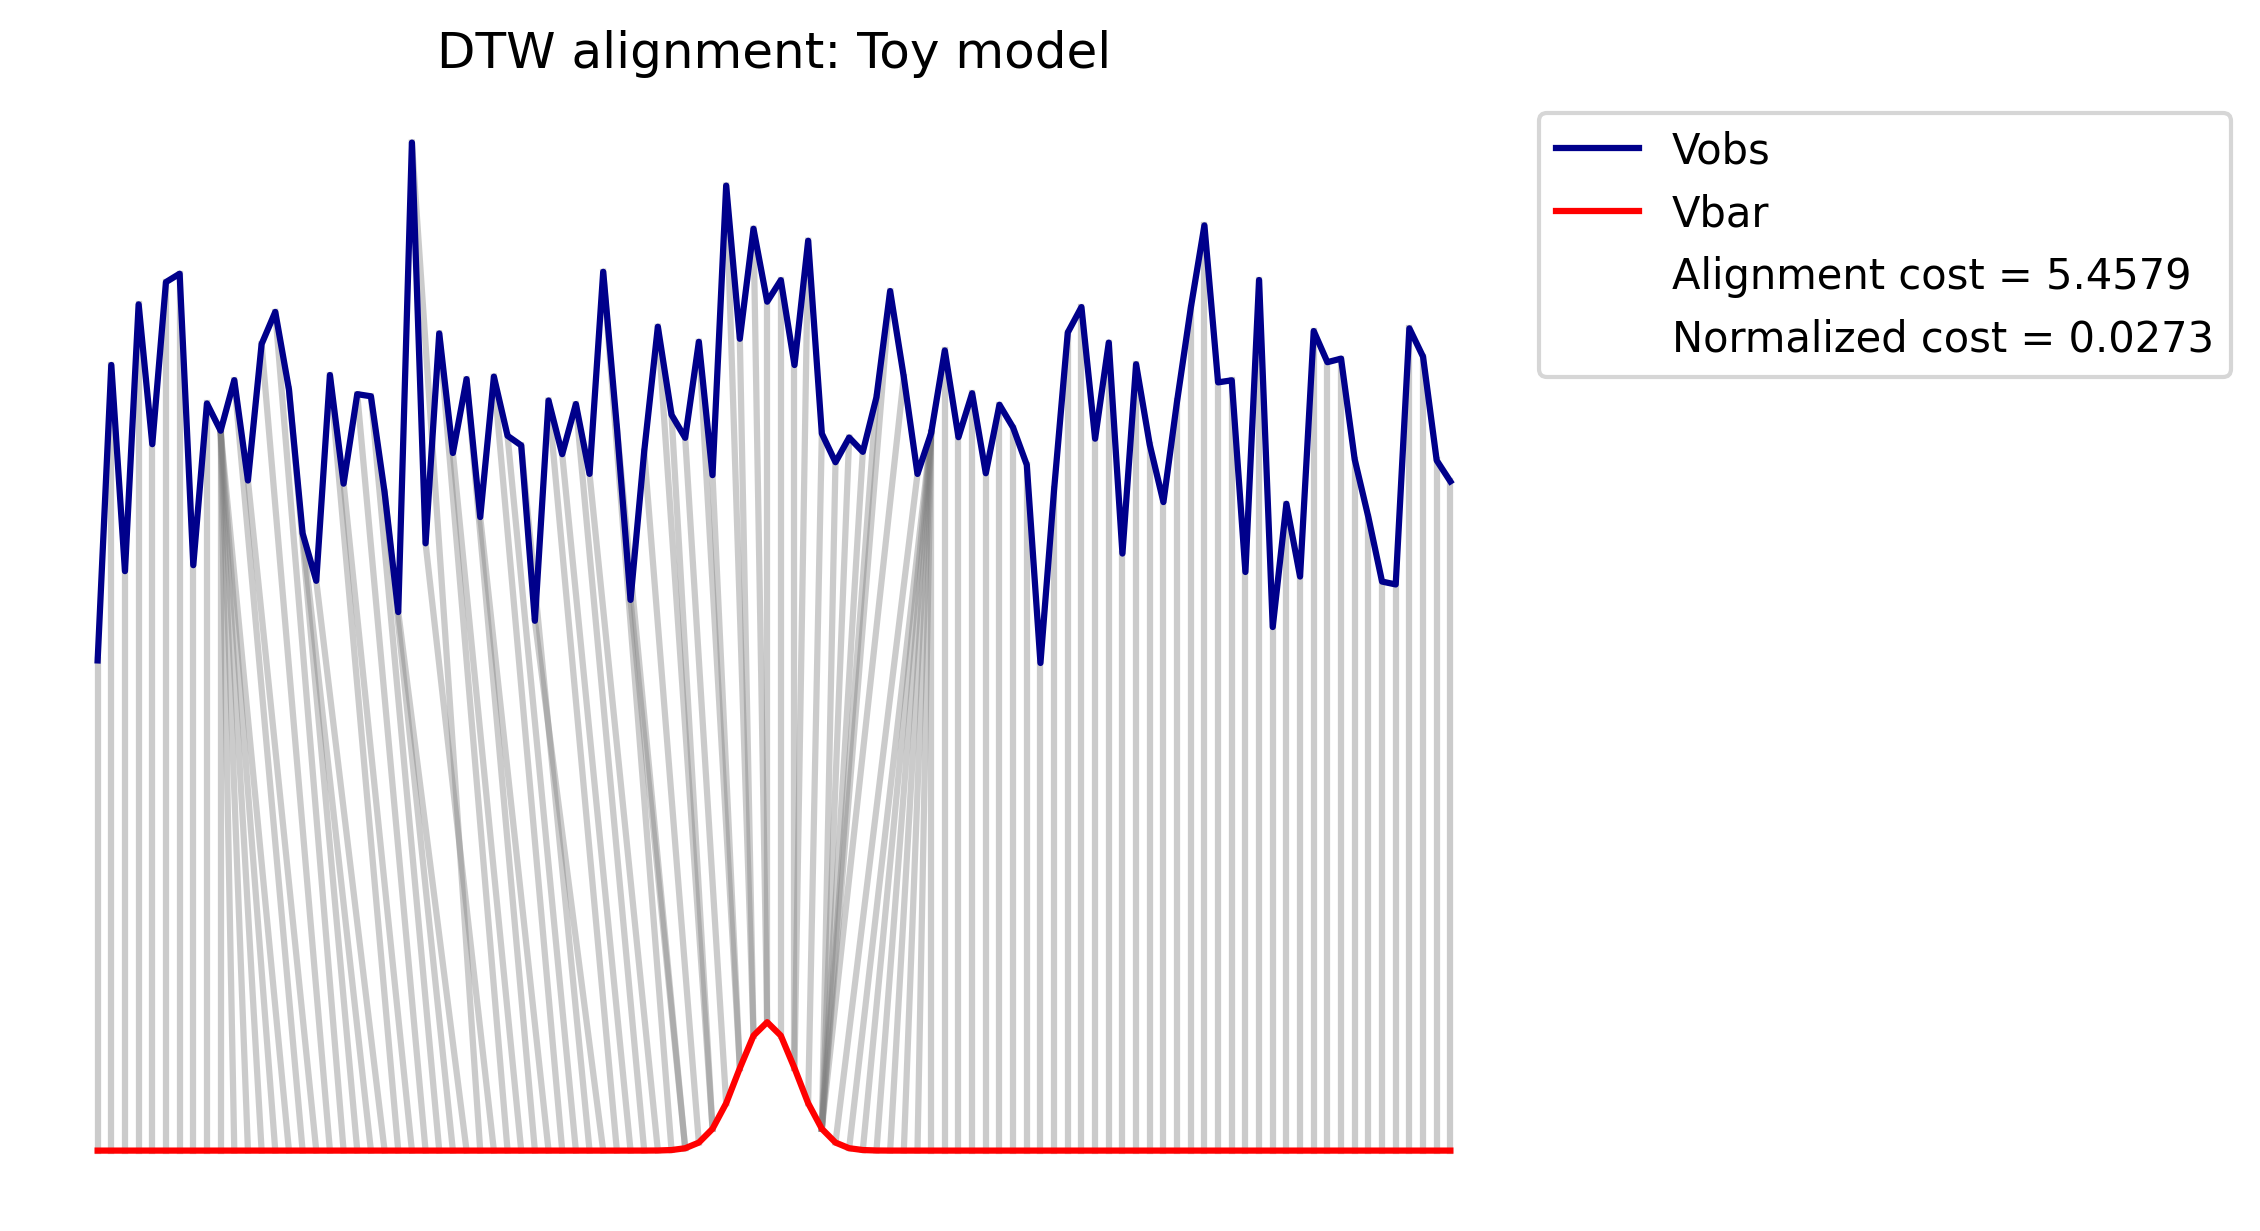 DTW alignment: Toy model
Vobs
Vbar
Alignment cost = 5.4579
Normalized cost = 0.0273